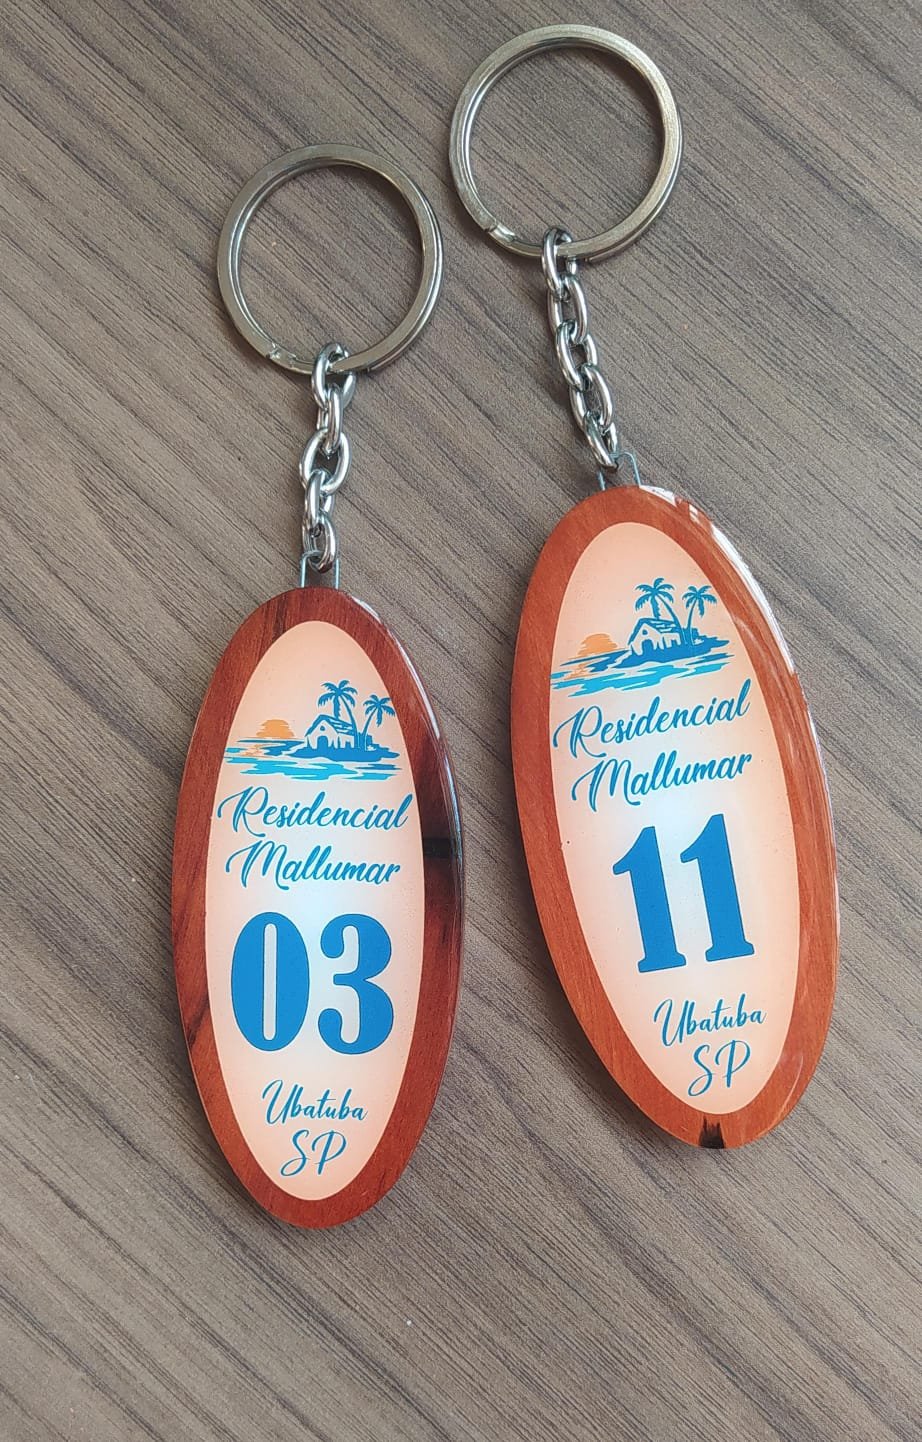 Residencial
Mallumar
03
Ubatuba
SP
Residencial
Mallumar
11
Ubatuba
SP